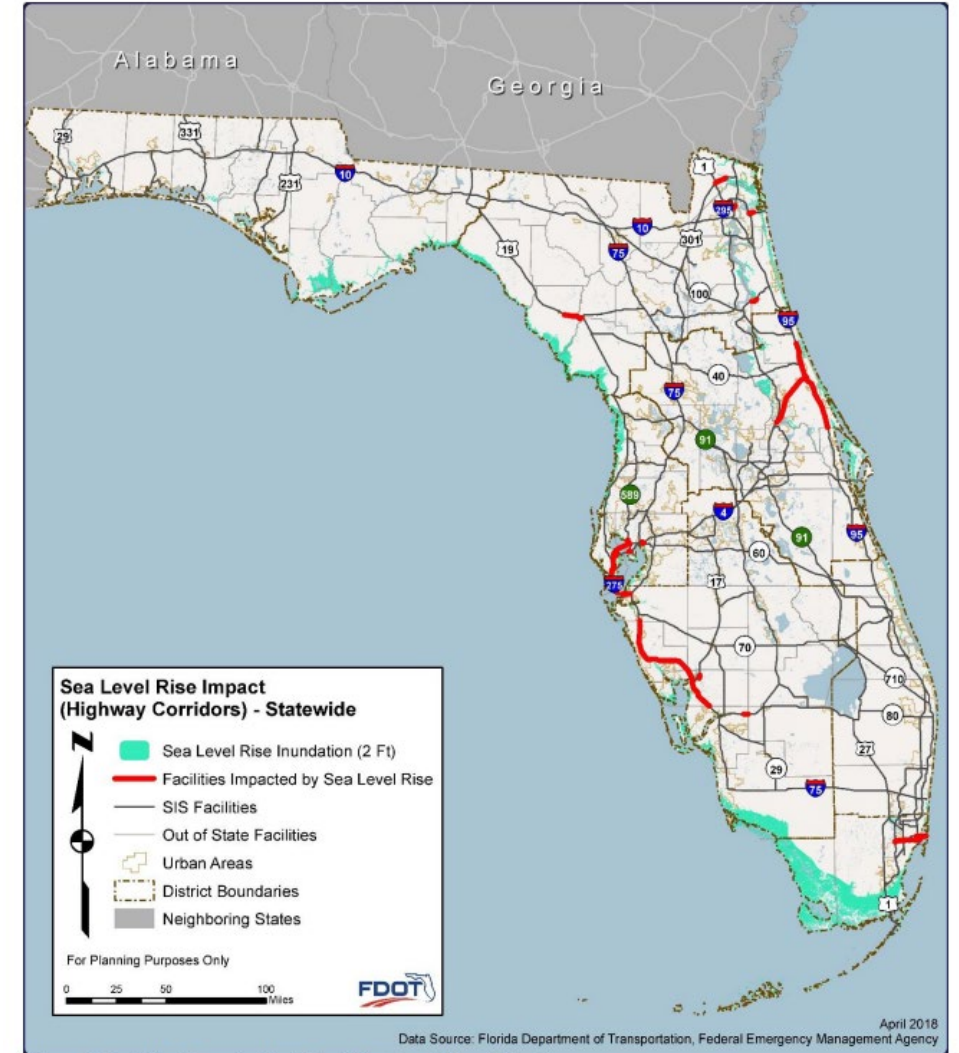 Alabama
Georgia
29
331
231
10
1
295
10
301
19
75
100
95
40
75
91
589
4
95
91
60
275
17
70
710
80
27
29
75
1
Sea Level Rise Impact
(Highway Corridors) - Statewide
N
Sea Level Rise Inundation (2 Ft)
Facilities Impacted by Sea Level Rise
SIS Facilities
Out of State Facilities
Urban Areas
District Boundaries
Neighboring States
For Planning Purposes Only
0 25 50 100
Miles
FDOT
April 2018
Data Source: Florida Department of Transportation, Federal Emergency Management Agency